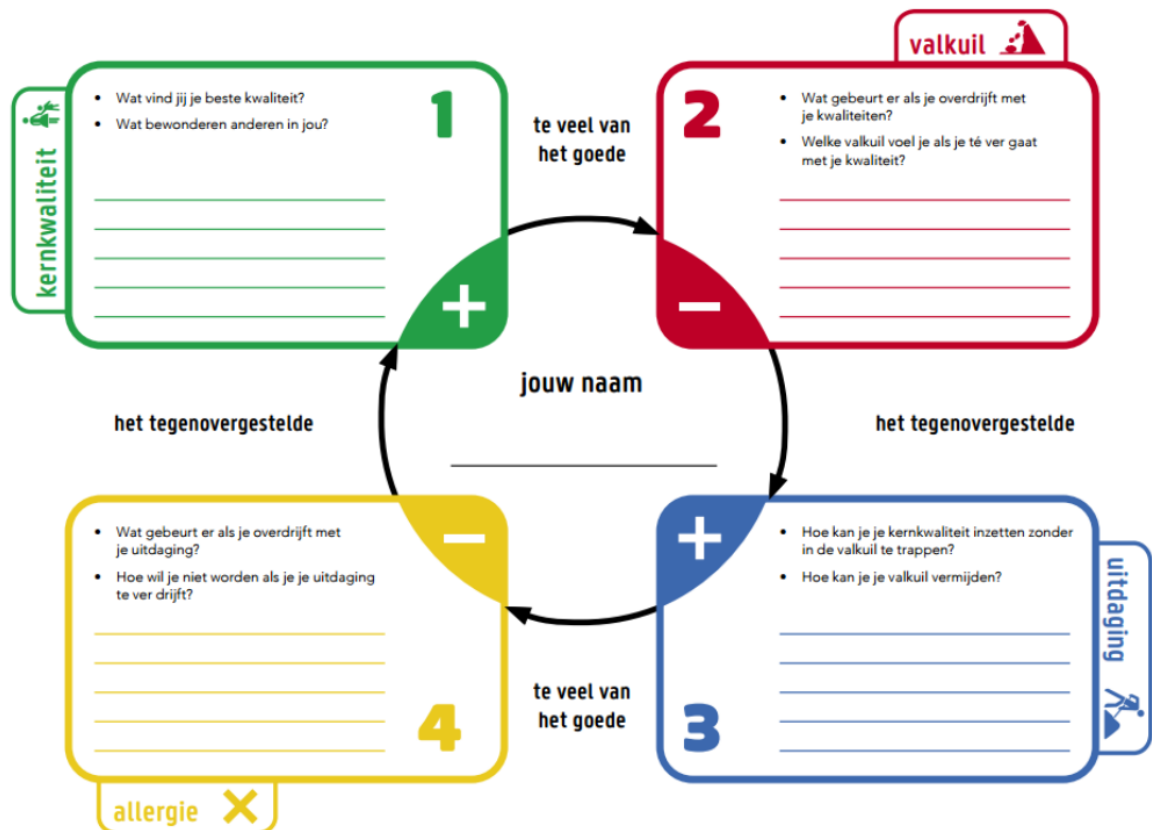 kernkwaliteit
• Wat vind jij je beste kwaliteit?
• Wat bewonderen anderen in jou?
1
+
te veel van
het goede
valkuil
2
• Wat gebeurt er als je overdrijft met
je kwaliteiten?
• Welke valkuil voel je als je té ver gaat
met je kwaliteit?
−
jouw naam
het tegenovergestelde
het tegenovergestelde
• Wat gebeurt er als je overdrijft met
je uitdaging?
• Hoe wil je niet worden als je je uitdaging
te ver drijft?
−
4
allergie
te veel van
het goede
+
• Hoe kan je je kernkwaliteit inzetten zonder
in de valkuil te trappen?
• Hoe kan je je valkuil vermijden?
3
uitdaging